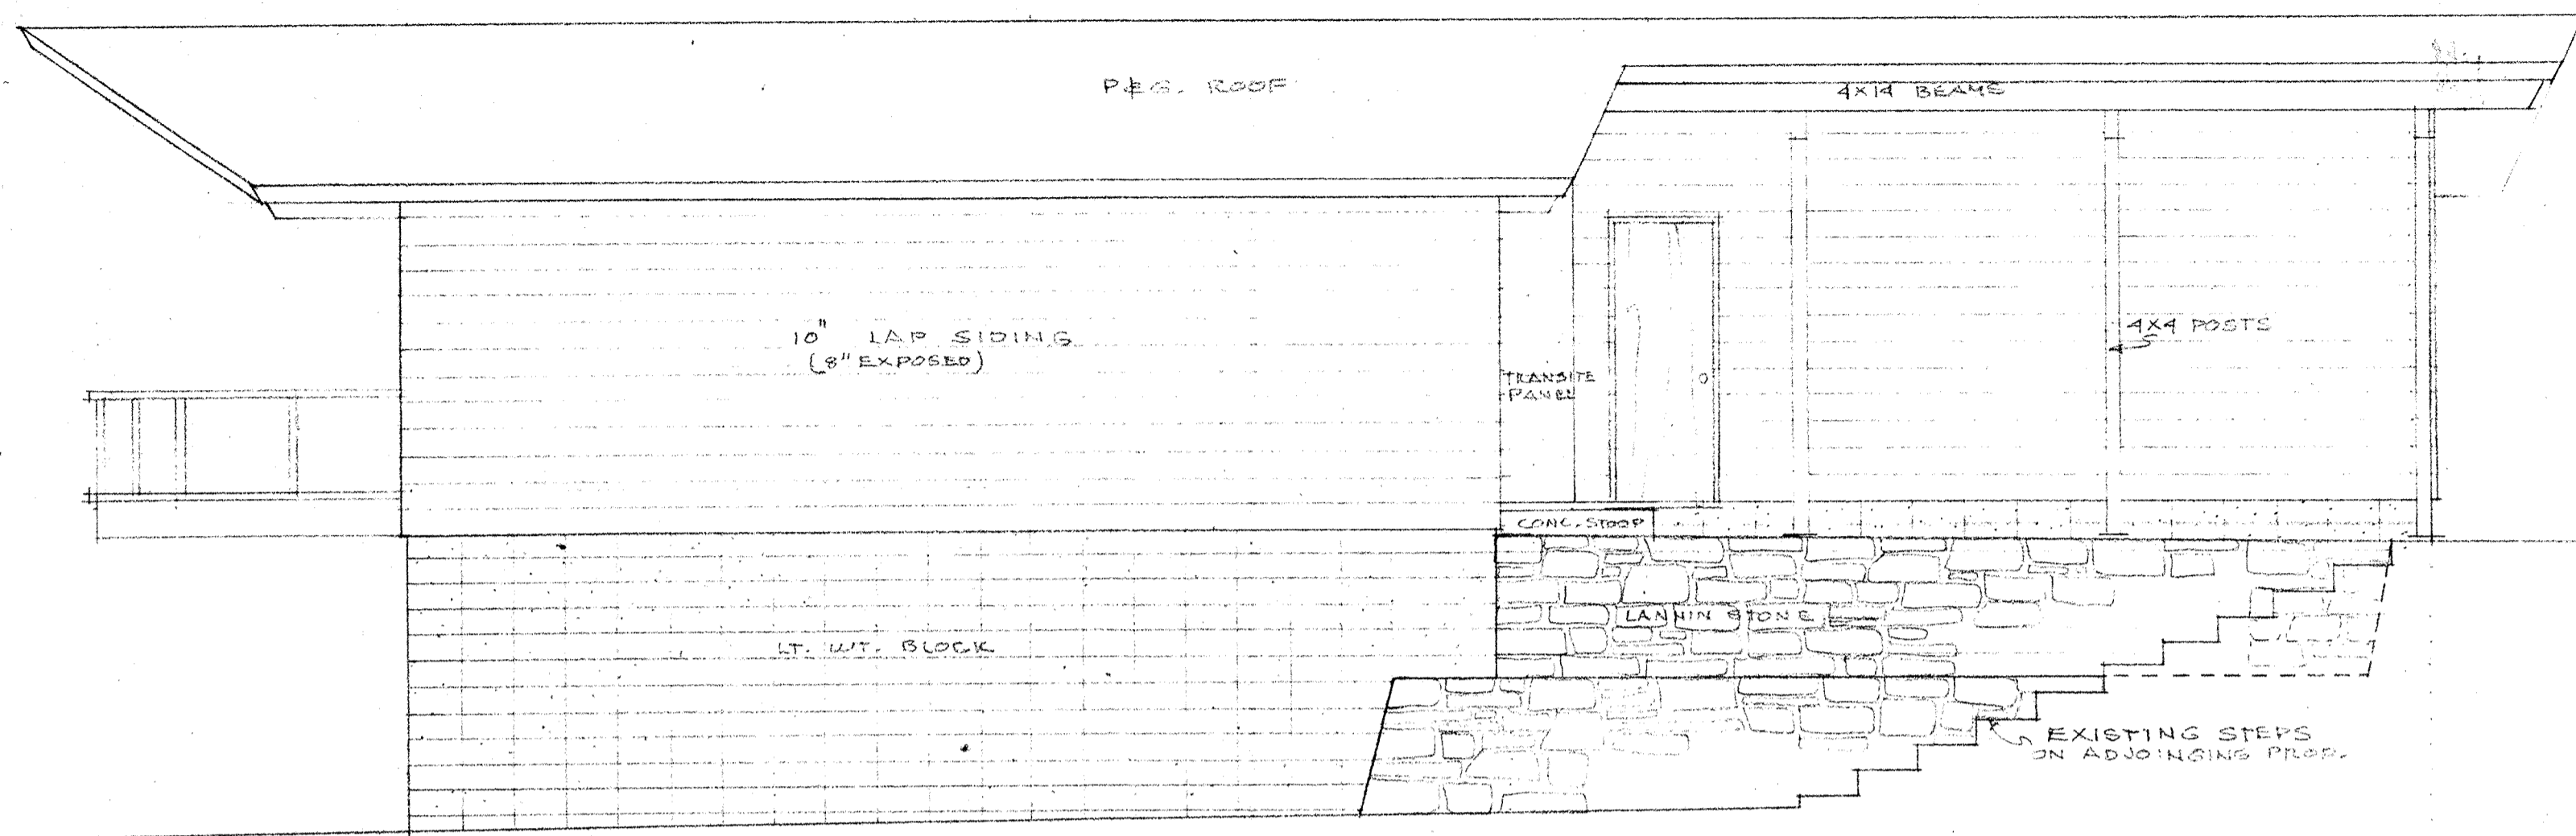 P&G. ROOF
4X14 BEAMS
10" LAP SIDING
(8" EXPOSED)
4X4 POSTS
TRANSITE
PANEL
CONC. STOOP
LANNIN STONE
LT. WT. BLOCK
EXISTING STEPS
ON ADJOINGING PROP.